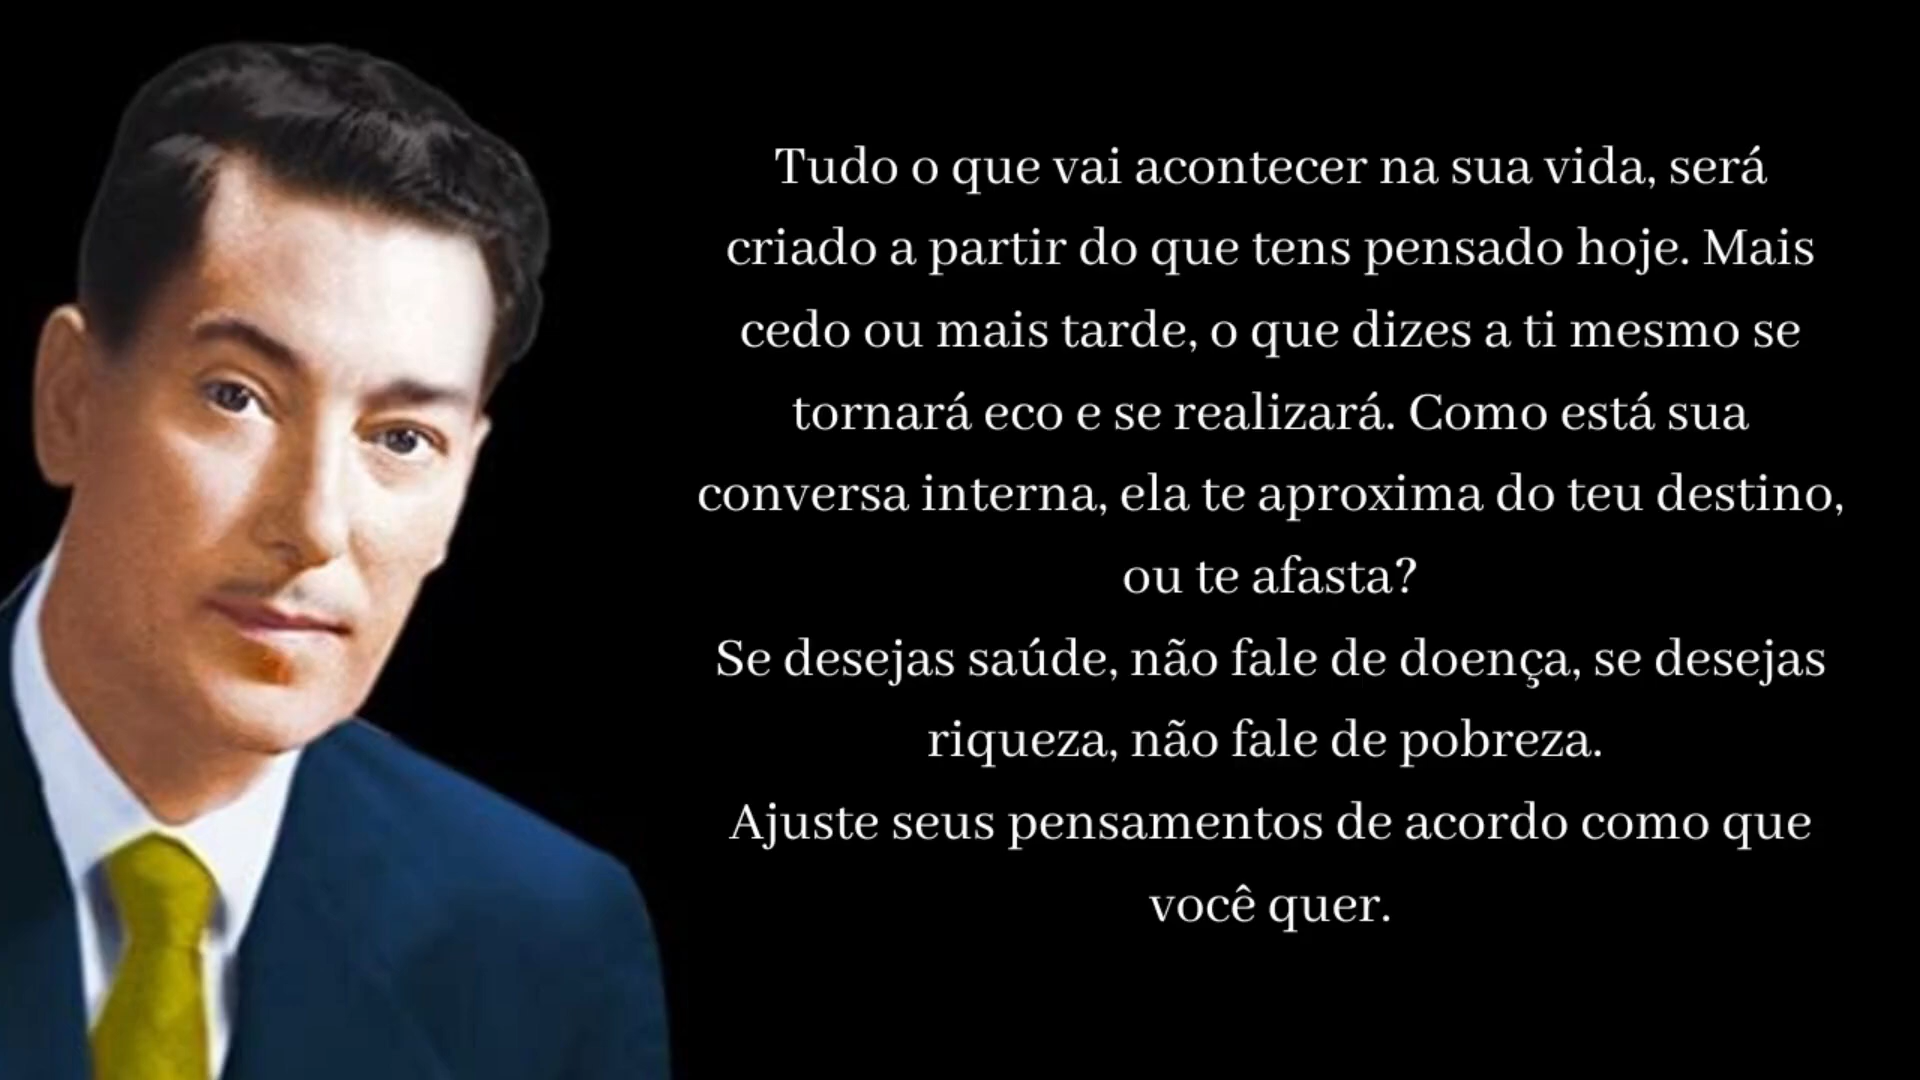 Tudo o que vai acontecer na sua vida, será
criado a partir do que tens pensado hoje. Mais
cedo ou mais tarde, o que dizes a ti mesmo se
tornará eco e se realizará. Como está sua
conversa interna, ela te aproxima do teu destino,
ou te afasta?
Se desejas saúde, não fale de doença, se desejas
riqueza, não fale de pobreza.
Ajuste seus pensamentos de acordo como que
você quer.